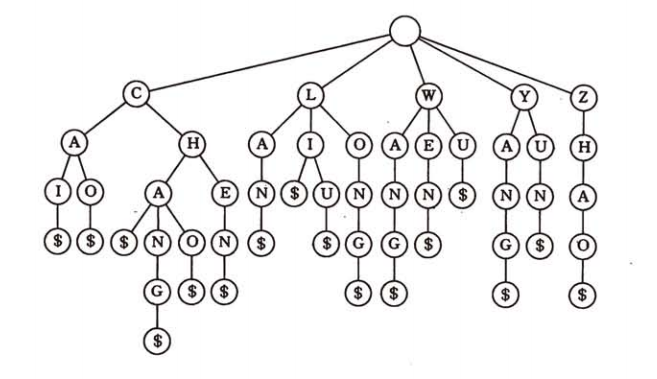 C L W Y Z
A H A I O A E U A U H
I O A E N $ U N N N $ N N A
$ $ $ N O N $ $ G G $ G $ O
G $ $ $ $ $ $
$